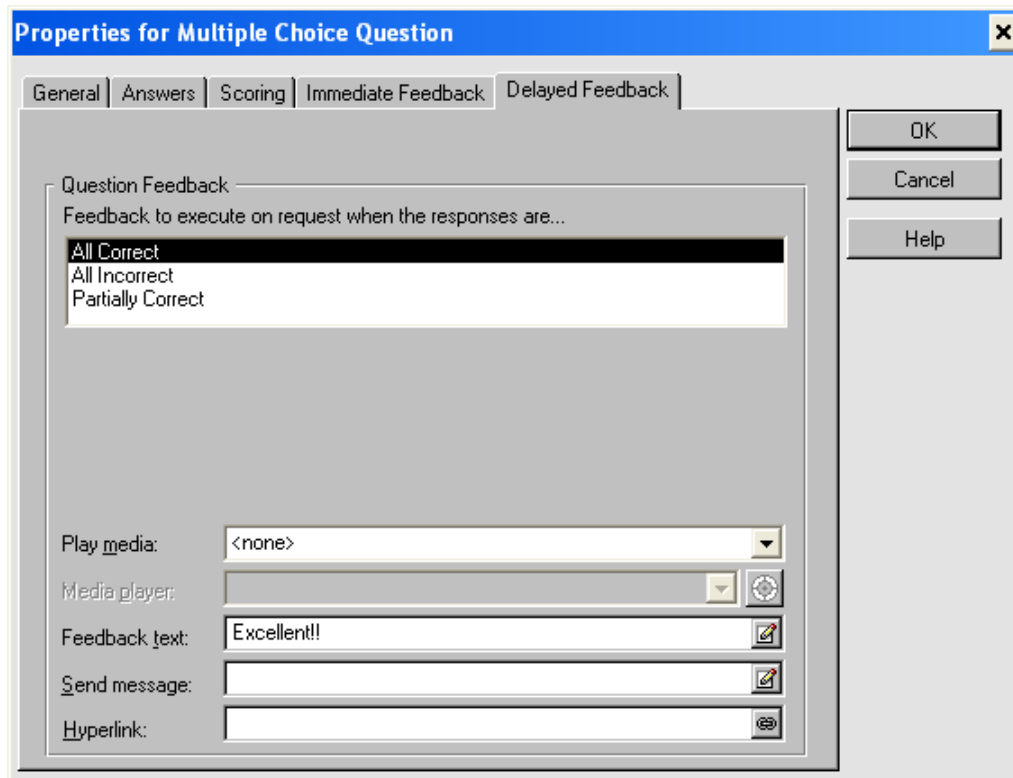 Properties for Multiple Choice Question
General Answers Scoring Immediate Feedback Delayed Feedback
OK
Cancel
Help
Question Feedback
Feedback to execute on request when the responses are...
All Correct
All Incorrect
Partially Correct
Play media: <none>
Media player:
Feedback text: Excellent!!
Send message:
Hyperlink: